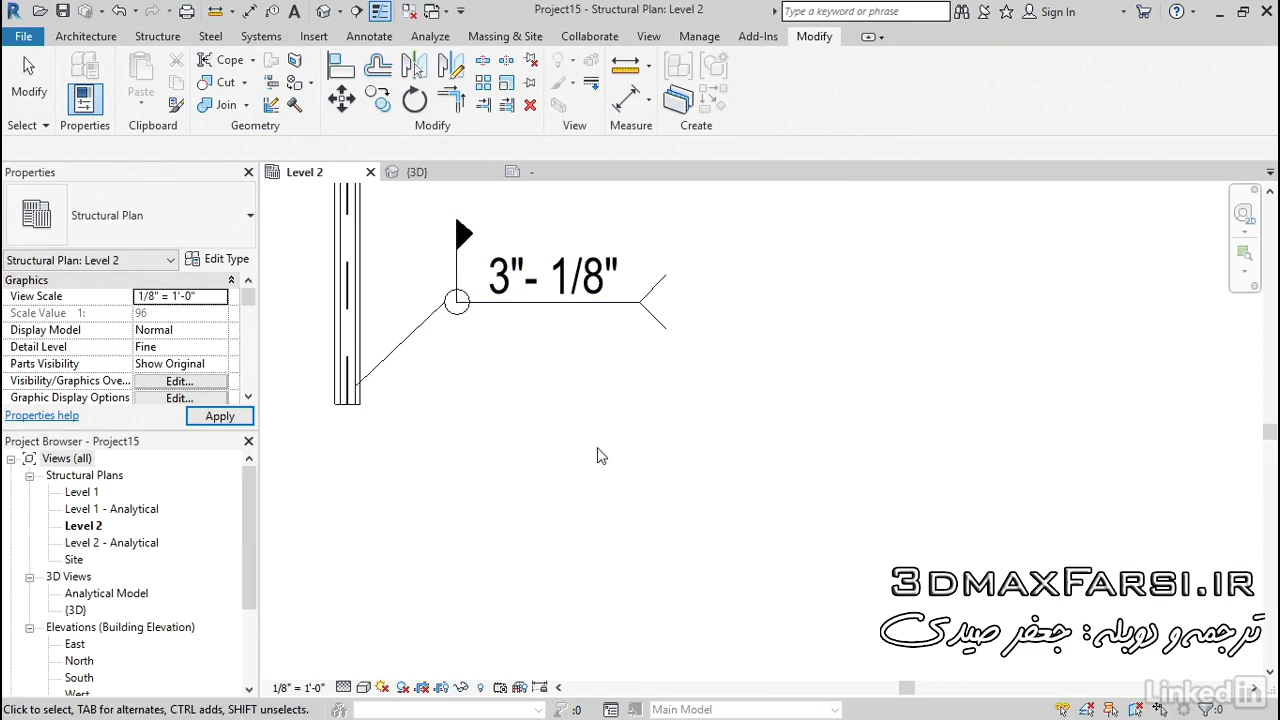 Project15 - Structural Plan: Level 2
Type a keyword or phrase
Sign In
File
Architecture
Structure
Steel
Systems
Insert
Annotate
Analyze
Massing & Site
Collaborate
View
Manage
Add-Ins
Modify
Modify
Paste
Cope
Cut
Join
Select
Properties
Clipboard
Geometry
Modify
View
Measure
Create
Properties
Level 2
{3D}
-
Structural Plan
Structural Plan: Level 2
Edit Type
Graphics
View Scale
1/8" = 1'-0"
Scale Value 1:
96
Display Model
Normal
Detail Level
Fine
Parts Visibility
Show Original
Visibility/Graphics Ove...
Edit...
Graphic Display Options
Edit...
Properties help
Apply
3"- 1/8"
Project Browser - Project15
Views (all)
Structural Plans
Level 1
Level 1 - Analytical
Level 2
Level 2 - Analytical
Site
3D Views
Analytical Model
{3D}
Elevations (Building Elevation)
East
North
South
West
3DMAXFARSI.IR
ترجمه و دوبله: جعفر صیدی
LinkedIn
1/8" = 1'-0"
Click to select, TAB for alternates, CTRL adds, SHIFT unselects.
:0
Main Model
:0